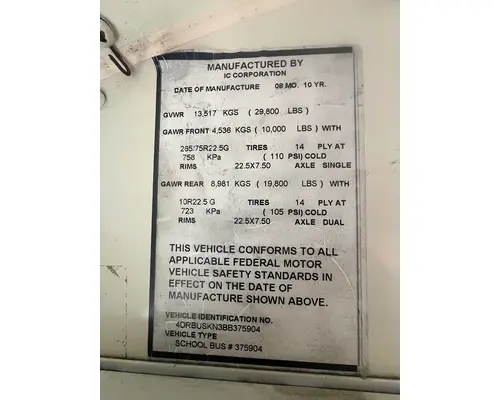 MANUFACTURED BY
IC CORPORATION
DATE OF MANUFACTURE 08 MO. 10 YR.
GVWR 13,517 KGS ( 29,800 LBS)
GAWR FRONT 4,536 KGS ( 10,000 LBS) WITH
265/75R22.5G TIRES 14 PLY AT
758 KPa ( 110 PSI) COLD
RIMS 22.5X7.50 AXLE SINGLE
GAWR REAR 8,981 KGS ( 19,800 LBS) WITH
10R22.5 G TIRES 14 PLY AT
723 KPa ( 105 PSI) COLD
RIMS 22.5X7.50 AXLE DUAL
THIS VEHICLE CONFORMS TO ALL
APPLICABLE FEDERAL MOTOR
VEHICLE SAFETY STANDARDS IN
EFFECT ON THE DATE OF
MANUFACTURE SHOWN ABOVE.
VEHICLE IDENTIFICATION NO.
4DRBUSKN3BB375904
VEHICLE TYPE
SCHOOL BUS # 375904